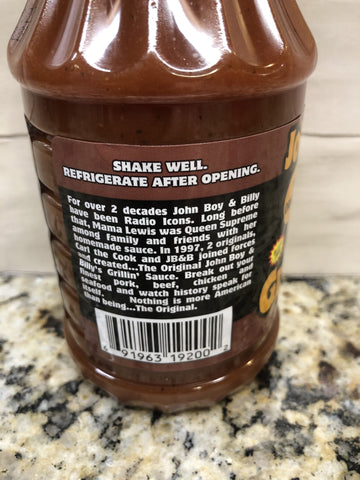 SHAKE WELL.
REFRIGERATE AFTER OPENING.
For over 2 decades John Boy & Billy
have been Radio Icons. Long before
that, Mama Lewis was Queen Supreme
among family and friends with her
homemade sauce. In 1997, 2 originals,
Carl the Cook and JB&B joined forces
and created...The Original John Boy &
Billy's Grillin' Sauce. Break out your
finest pork, beef, chicken and
seafood and watch history speak for
itself. Nothing is more American
than being...The Original.
6 91963 19200 2